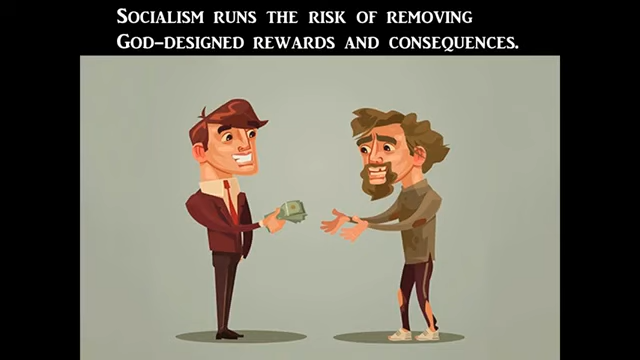 Socialism runs the risk of removing
God-designed rewards and consequences.